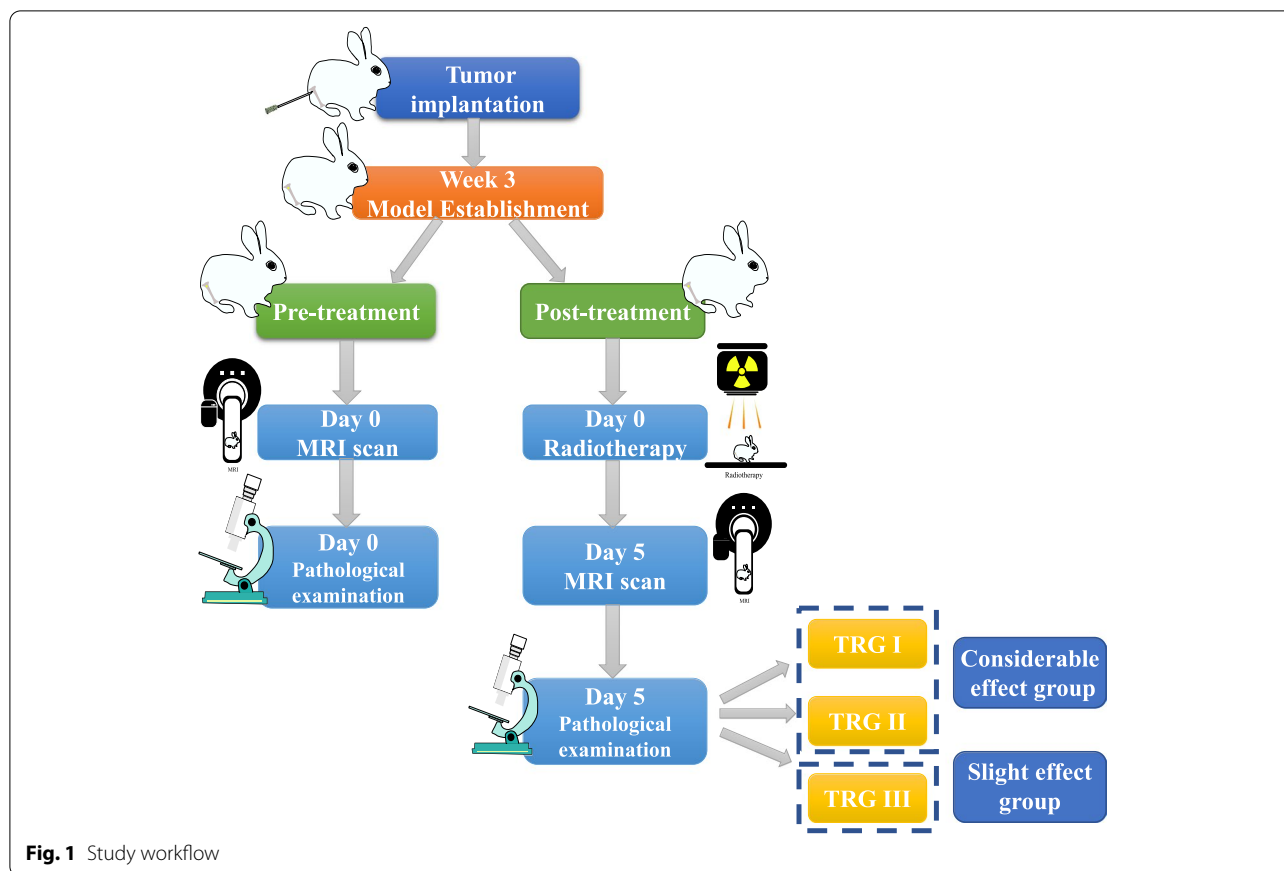 Tumor
implantation
Week 3
Model Establishment
Pre-treatment
Post-treatment
Day 0
MRI scan
MRI
Day 0
Radiotherapy
Radiotherapy
Day 0
Pathological
examination
Day 5
MRI scan
MRI
Day 5
Pathological
examination
TRG I
TRG II
TRG III
Considerable
effect group
Slight effect
group
Fig. 1 Study workflow